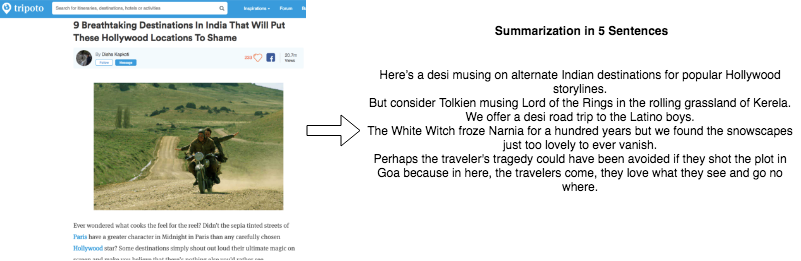 tripoto
Search for itineraries, destinations, hotels or activities
Inspirations
Forum
9 Breathtaking Destinations In India That Will Put
These Hollywood Locations To Shame
By Disha Kapkoti
Views
Ever wondered what cooks the feel for the reel? Didn't the sepia tinted streets of
Paris have a greater character in Midnight in Paris than any carefully chosen
Hollywood star? Some destinations simply shout out loud their ultimate magic on
Summarization in 5 Sentences
Here's a desi musing on alternate Indian destinations for popular Hollywood
storylines.
But consider Tolkien musing Lord of the Rings in the rolling grassland of Kerela.
We offer a desi road trip to the Latino boys.
The White Witch froze Narnia for a hundred years but we found the snowscapes
just too lovely to ever vanish.
Perhaps the traveler's tragedy could have been avoided if they shot the plot in
Goa because in here, the travelers come, they love what they see and go no
where.